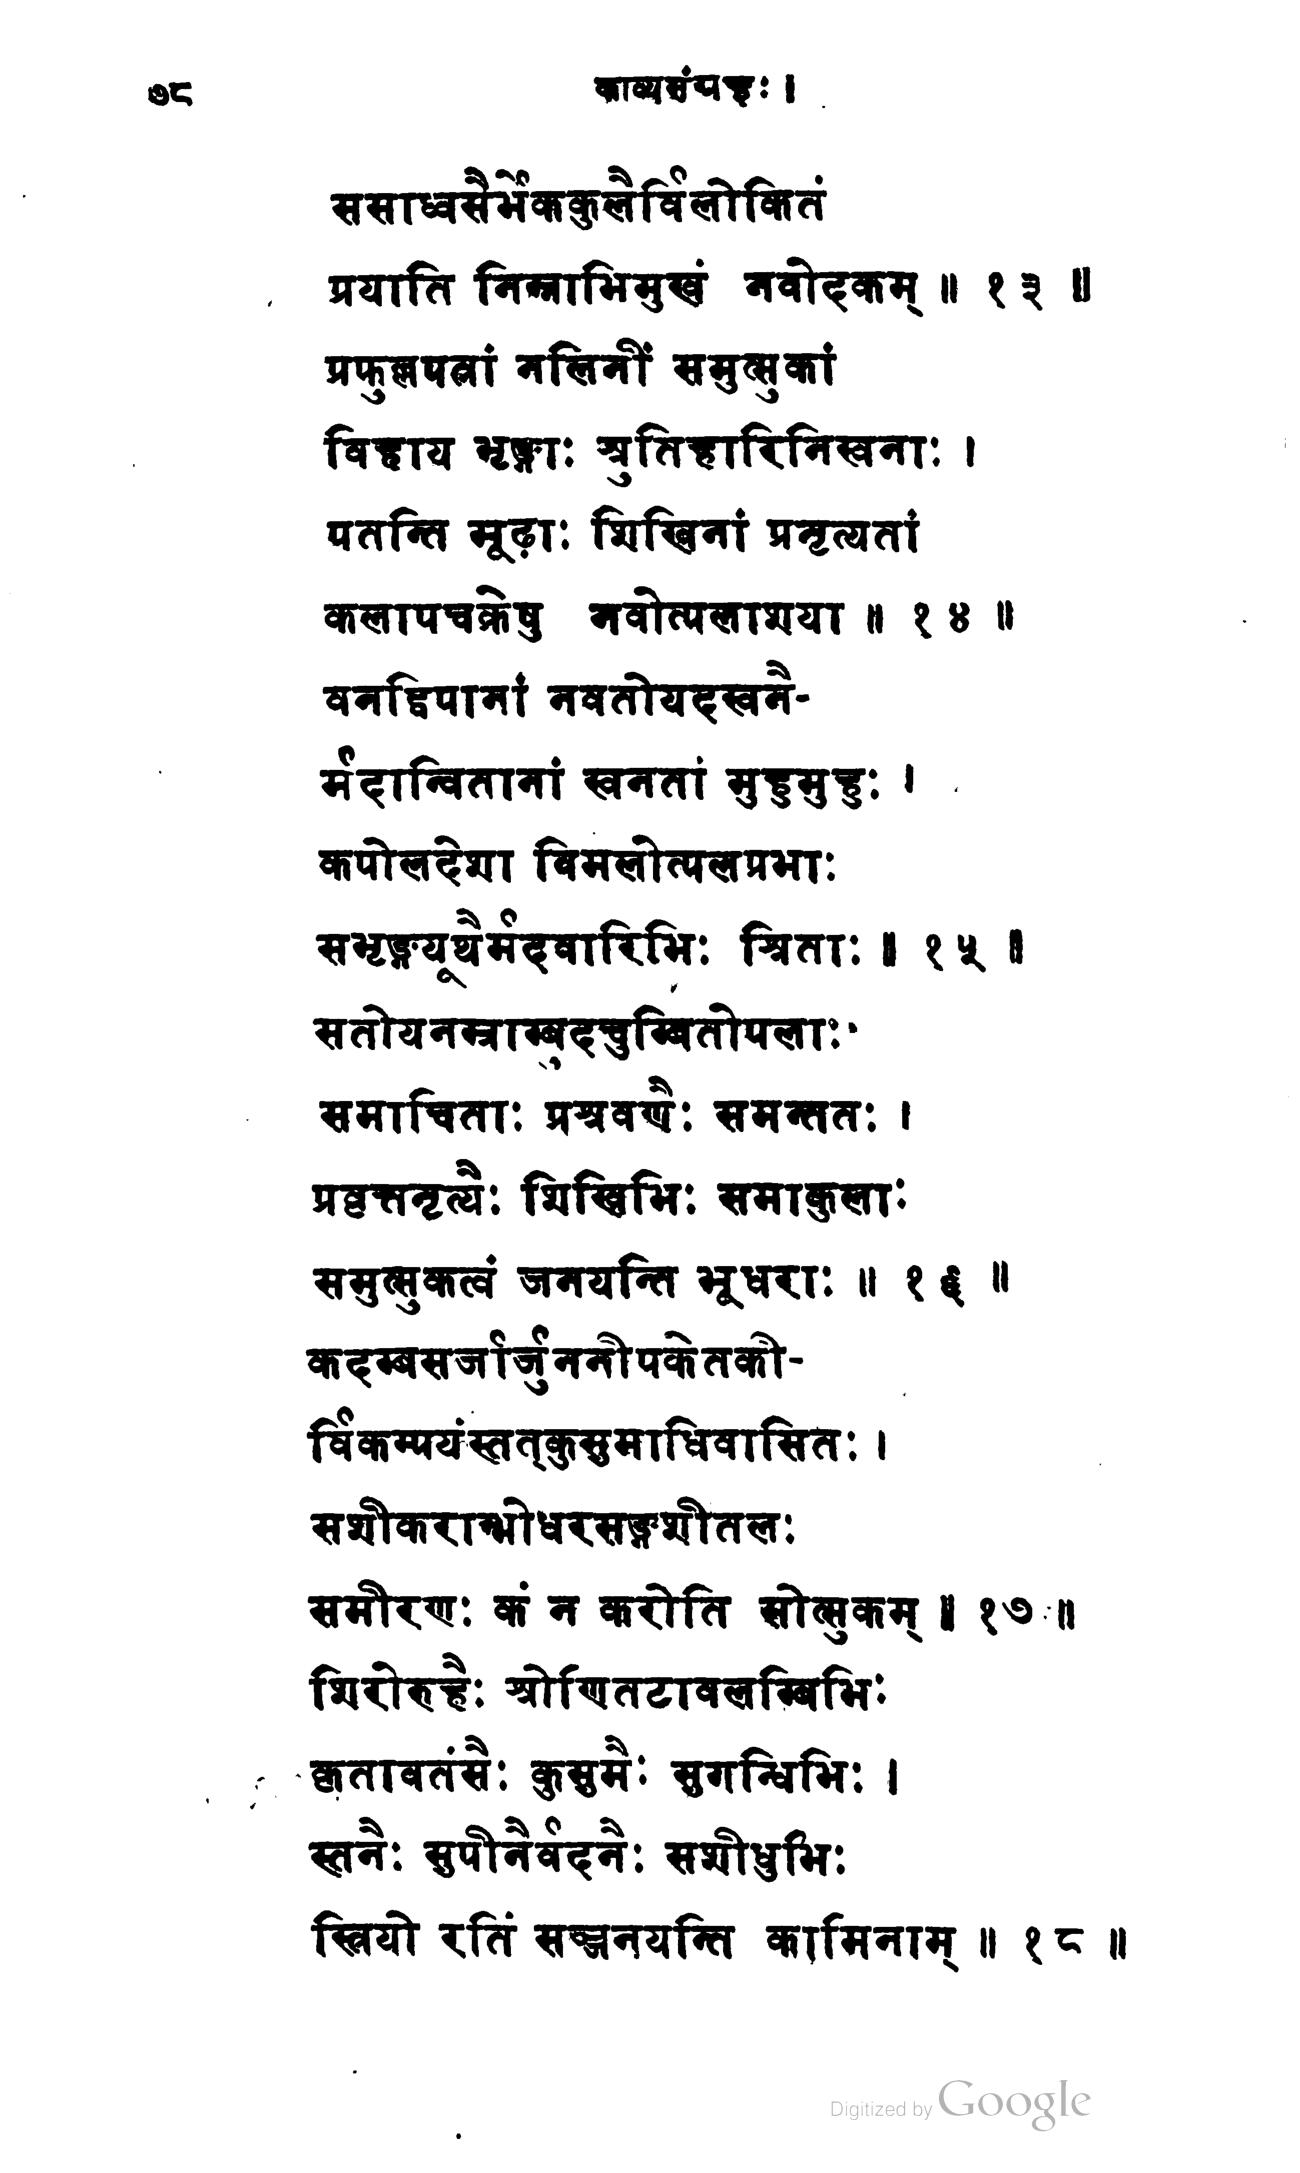 ७८ काव्यसंग्रहः ।
ससाध्वसैर्भेककुलैर्विलोकितं
प्रयाति निम्नाभिमुखं नवोदकम् ॥ १३ ॥
प्रफुल्लपत्रां नलिनीं समुत्सुकां
विहाय भृङ्गाः श्रुतिहारिनिस्वनाः ।
पतन्ति मूढ़ाः शिखिनां प्रनृत्यतां
कलापचक्रेषु नवोत्पलाशया ॥ १४ ॥
वनद्विपानां नवतोयदस्वनै-
र्मदान्वितानां स्वनतां मुहुमुहुः ।
कपोलदेशा विमलोत्पलप्रभाः
सभृङ्गयूथैर्मदवारिभिः श्रिताः ॥ १५ ॥
सतोयनम्राम्बुदचुम्बितोपलाः
समाचिताः प्रश्रवणैः समन्ततः ।
प्रवृत्तनृत्यैः शिखिभिः समाकुलाः
समुत्सुकत्वं जनयन्ति भूधराः ॥ १६ ॥
कदम्बसर्जार्जुननीपकेतकी-
र्विकम्पयंस्तत्कुसुमाधिवासितः ।
सशीकराम्भोधरसङ्गशीतलः
समीरणः कं न करोति सोत्सुकम् ॥ १७ ॥
शिरोरुहैः श्रोणितटावलम्बिभिः
कृतावतंसैः कुसुमैः सुगन्धिभिः ।
स्तनैः सुपीनैर्वदनैः सशीधुभिः
स्त्रियो रतिं सञ्जनयन्ति कामिनाम् ॥ १८ ॥
Digitized by Google